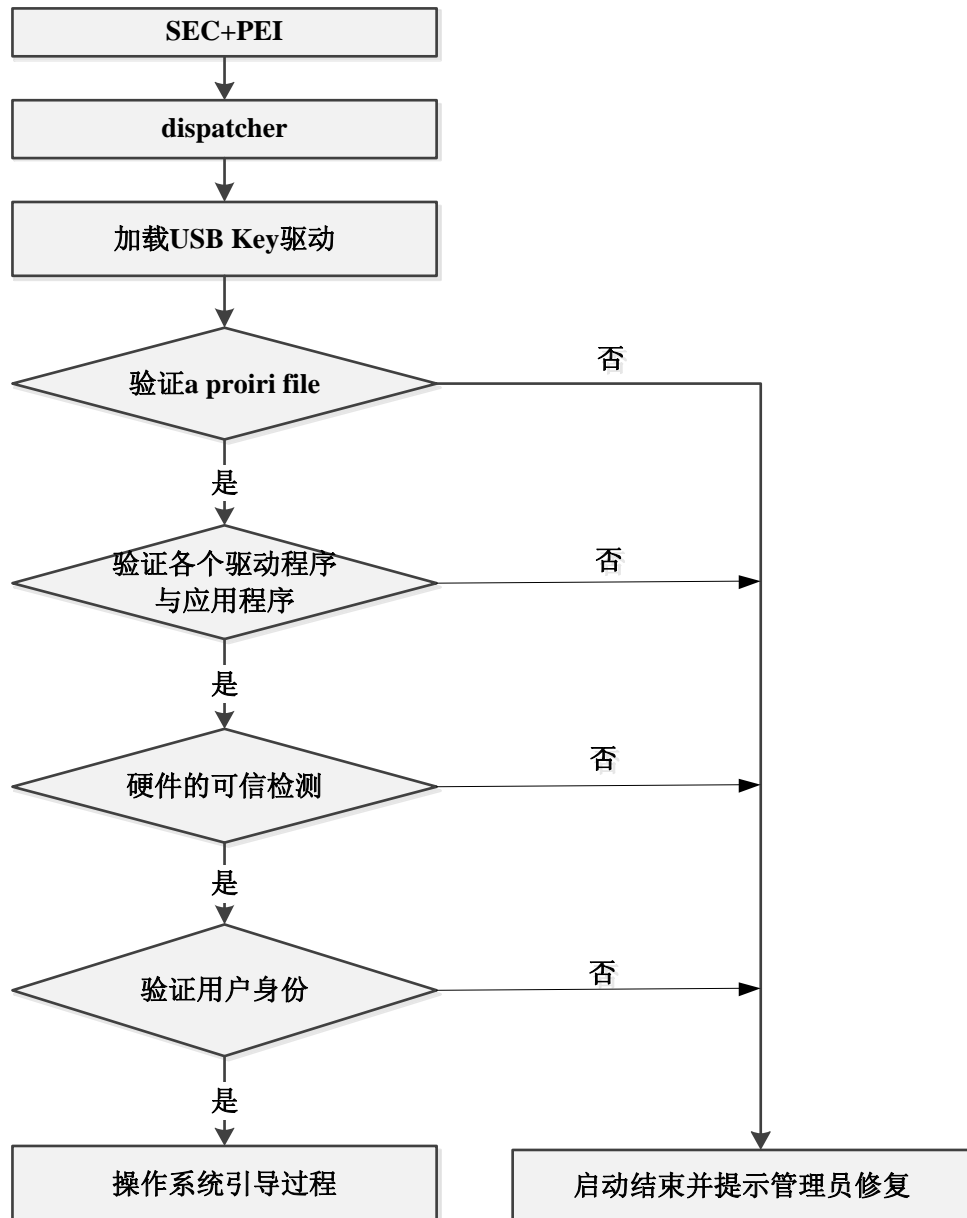 SEC+PEI
dispatcher
加载USB Key驱动
验证a proiri file
否
是
验证各个驱动程序
与应用程序
否
是
硬件的可信检测
否
是
验证用户身份
否
是
操作系统引导过程
启动结束并提示管理员修复